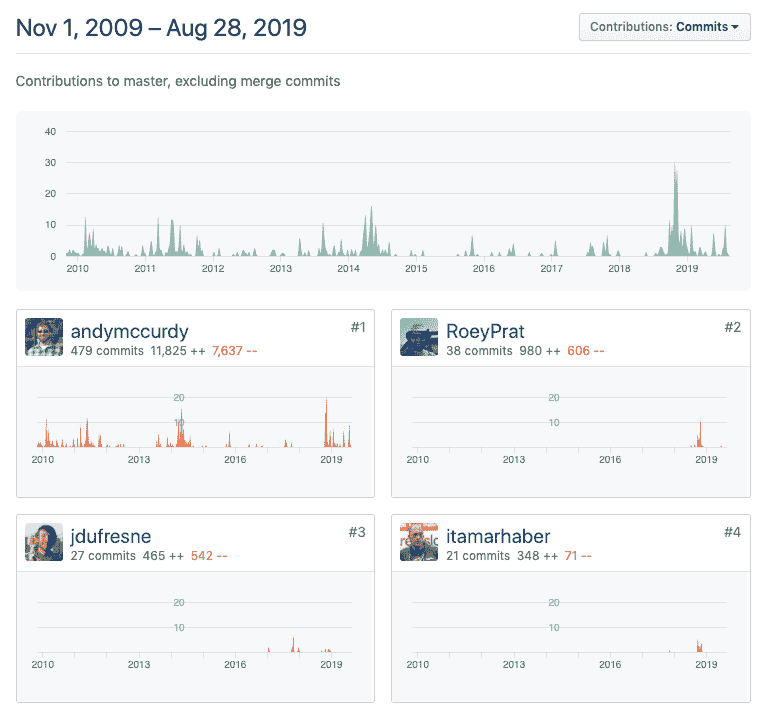 Nov 1, 2009 – Aug 28, 2019
Contributions: Commits
Contributions to master, excluding merge commits
40
30
20
10
0
2010 2011 2012 2013 2014 2015 2016 2017 2018 2019
andymccurdy #1
479 commits 11,825 ++ 7,637 --
20
10
2010 2013 2016 2019
RoeyPrat #2
38 commits 980 ++ 606 --
20
10
2010 2013 2016 2019
jdufresne #3
27 commits 465 ++ 542 --
20
10
2010 2013 2016 2019
itamarhaber #4
21 commits 348 ++ 71 --
20
10
2010 2013 2016 2019